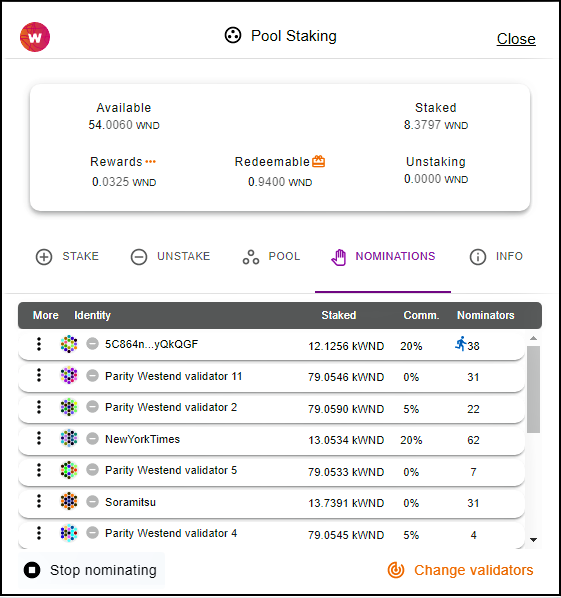 W
Pool Staking
Close
Available Staked
54.0060 WND 8.3797 WND
Rewards Redeemable Unstaking
0.0325 WND 0.9400 WND 0.0000 WND
STAKE UNSTAKE POOL NOMINATIONS INFO
More Identity Staked Comm. Nominators
5C864n...yQkQGF 12.1256 kWND 20% 38
Parity Westend validator 11 79.0546 kWND 0% 31
Parity Westend validator 2 79.0590 kWND 5% 22
NewYorkTimes 13.0534 kWND 20% 62
Parity Westend validator 5 79.0533 kWND 0% 7
Soramitsu 13.7391 kWND 0% 31
Parity Westend validator 4 79.0545 kWND 5% 4
Stop nominating Change validators